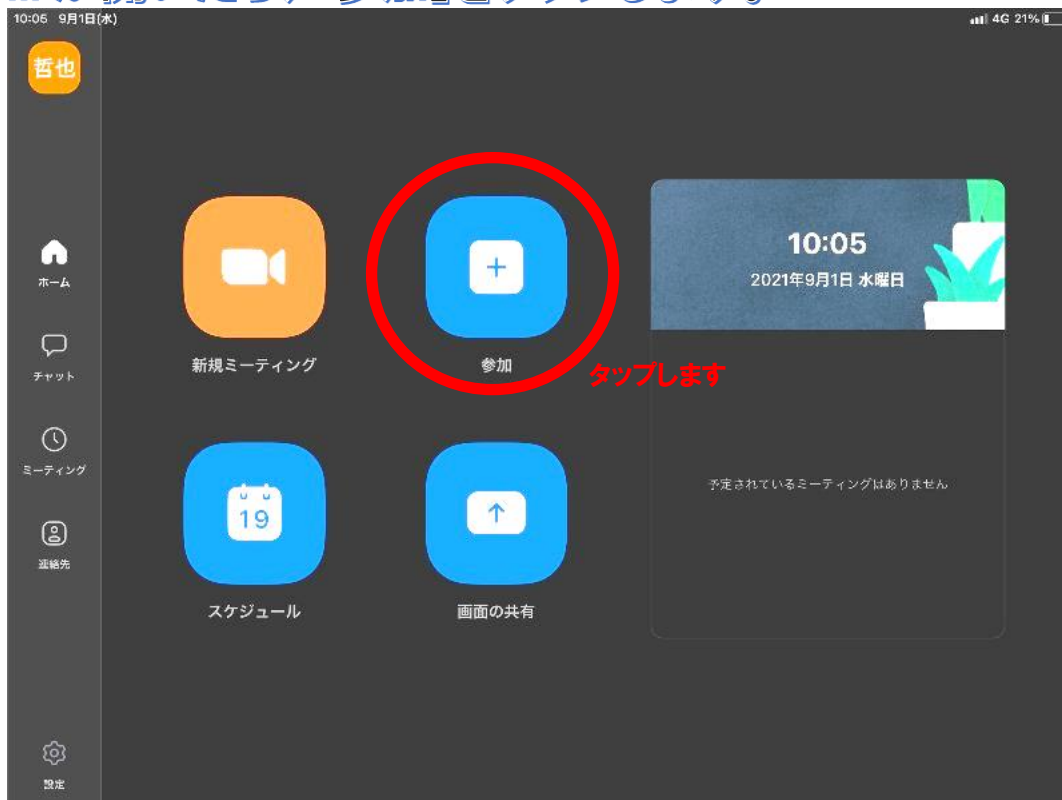 10:06 9月1日(水)
4G 21%
哲也
ホーム
チャット
ミーティング
連絡先
設定
新規ミーティング
参加
タップします
19
スケジュール
画面の共有
10:05
2021年9月1日 水曜日
予定されているミーティングはありません